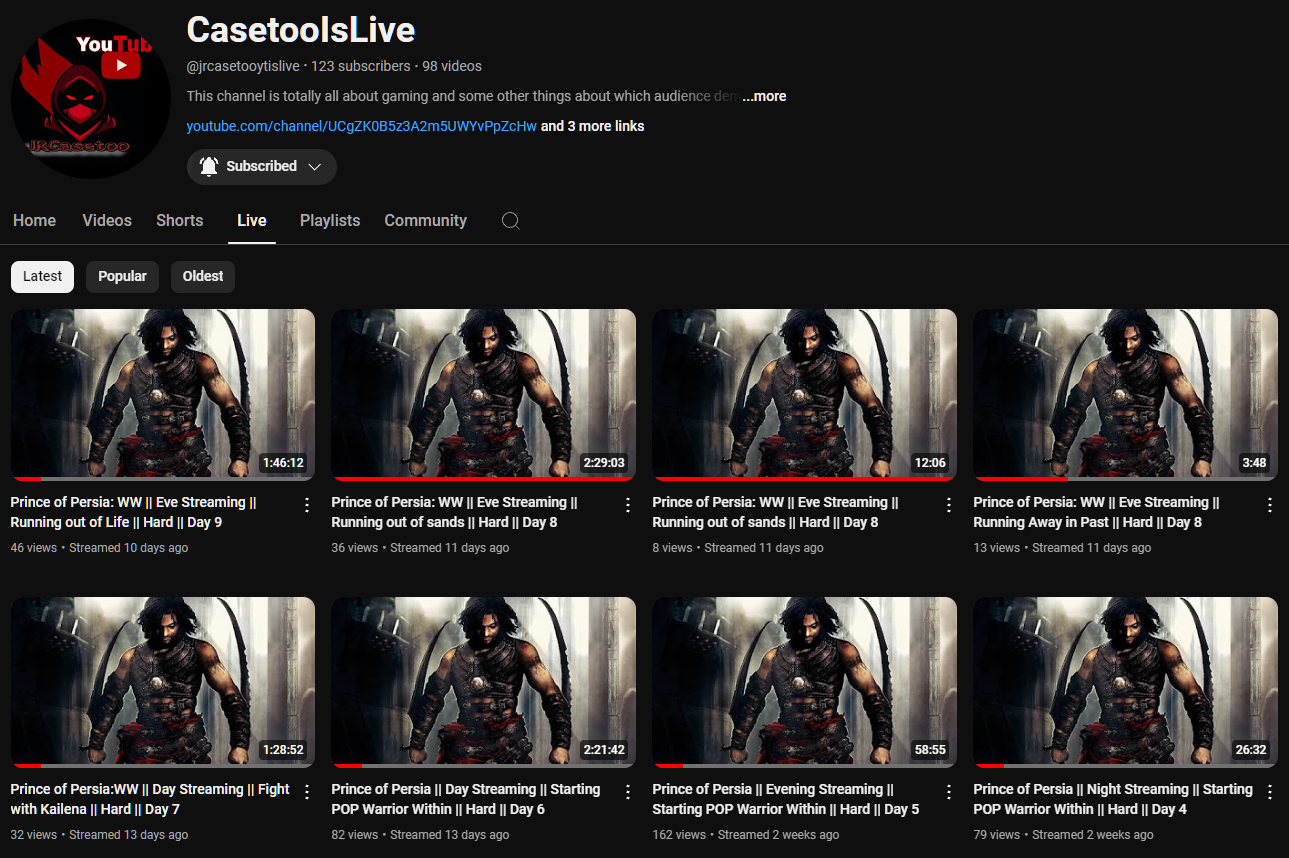 YouTub
JRCasetoo
CasetooIsLive
@jrcasetooytislive · 123 subscribers · 98 videos
This channel is totally all about gaming and some other things about which audience dem ...more
youtube.com/channel/UCgZK0B5z3A2m5UWYvPpZcHw and 3 more links
Subscribed
Home Videos Shorts Live Playlists Community
Latest Popular Oldest
1:46:12 2:29:03 12:06 3:48
Prince of Persia: WW || Eve Streaming ||
Running out of Life || Hard || Day 9
46 views • Streamed 10 days ago
Prince of Persia: WW || Eve Streaming ||
Running out of sands || Hard || Day 8
36 views • Streamed 11 days ago
Prince of Persia: WW || Eve Streaming ||
Running out of sands || Hard || Day 8
8 views • Streamed 11 days ago
Prince of Persia: WW || Eve Streaming ||
Running Away in Past || Hard || Day 8
13 views • Streamed 11 days ago
1:28:52 2:21:42 58:55 26:32
Prince of Persia:WW || Day Streaming || Fight
with Kailena || Hard || Day 7
32 views • Streamed 13 days ago
Prince of Persia || Day Streaming || Starting
POP Warrior Within || Hard || Day 6
82 views • Streamed 13 days ago
Prince of Persia || Evening Streaming ||
Starting POP Warrior Within || Hard || Day 5
162 views • Streamed 2 weeks ago
Prince of Persia || Night Streaming || Starting
POP Warrior Within || Hard || Day 4
79 views • Streamed 2 weeks ago